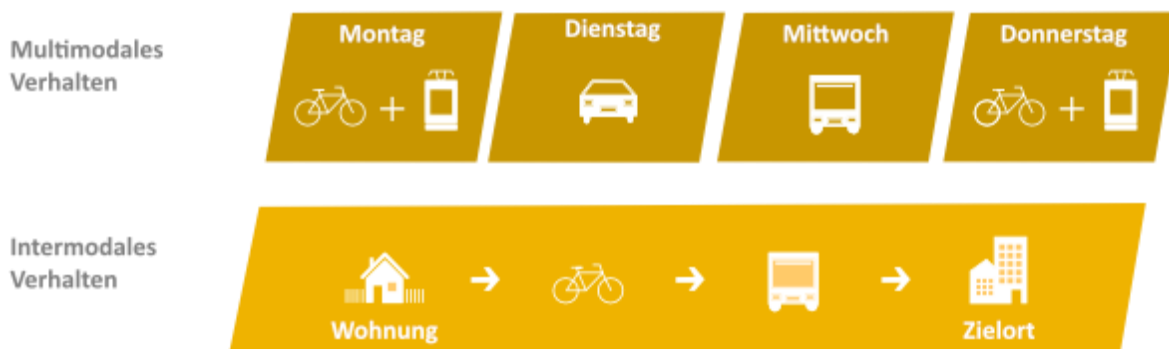 Multimodales
Verhalten
Montag
Dienstag
Mittwoch
Donnerstag
+
+
Intermodales
Verhalten
Wohnung
Zielort